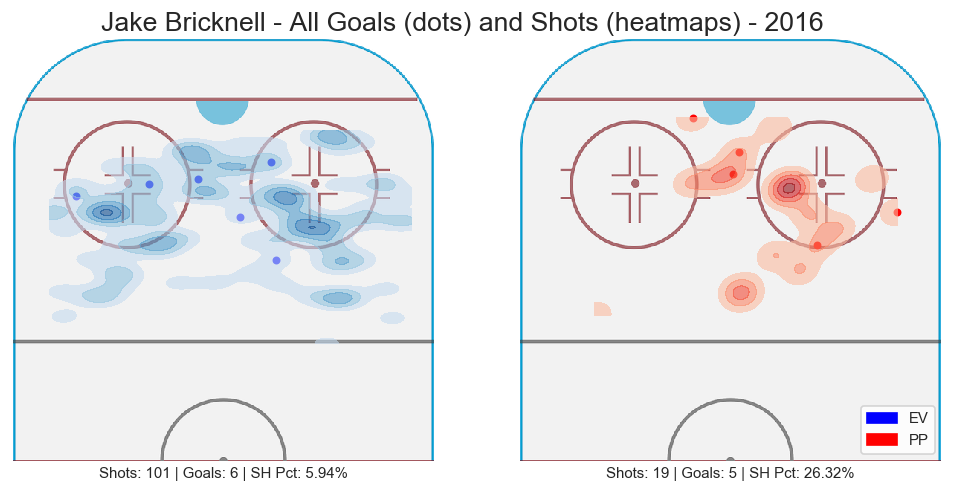 Jake Bricknell - All Goals (dots) and Shots (heatmaps) - 2016
EV
PP
Shots: 101 | Goals: 6 | SH Pct: 5.94%
Shots: 19 | Goals: 5 | SH Pct: 26.32%